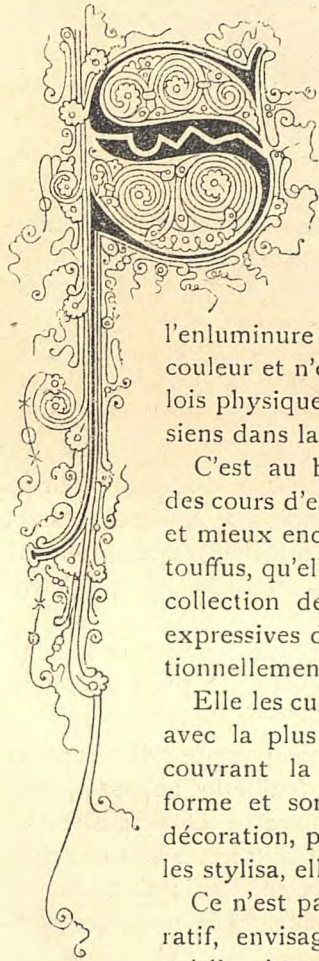 l'enluminure
couleur et n'e
lois physique
siens dans la
C'est au
des cours d'e
et mieux enc
touffus, qu'el
collection de
expressives
tionnellemen
Elle les cu
avec la plus
couvrant la
forme et son
décoration, p
les stylisa, ell
Ce n'est pa
ratif, envisag